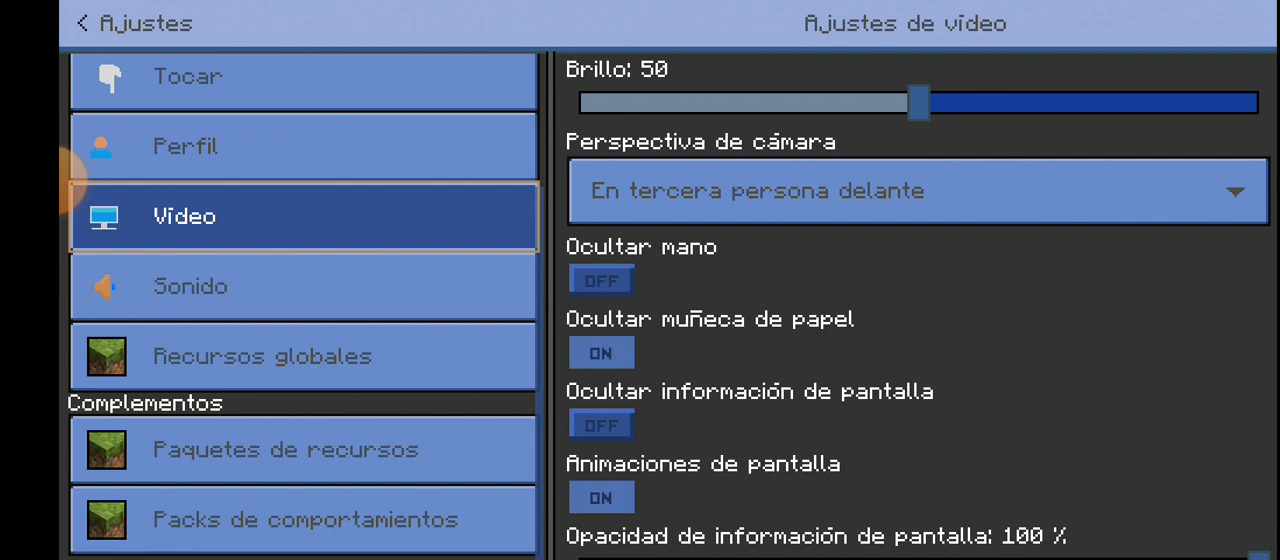 Ajustes
Ajustes de vídeo
Tocar
Perfil
Vídeo
Sonido
Recursos globales
Complementos
Paquetes de recursos
Packs de comportamientos
Brillo: 50
Perspectiva de cámara
En tercera persona delante
Ocultar mano
OFF
Ocultar muñeca de papel
ON
Ocultar información de pantalla
OFF
Animaciones de pantalla
ON
Opacidad de información de pantalla: 100 %